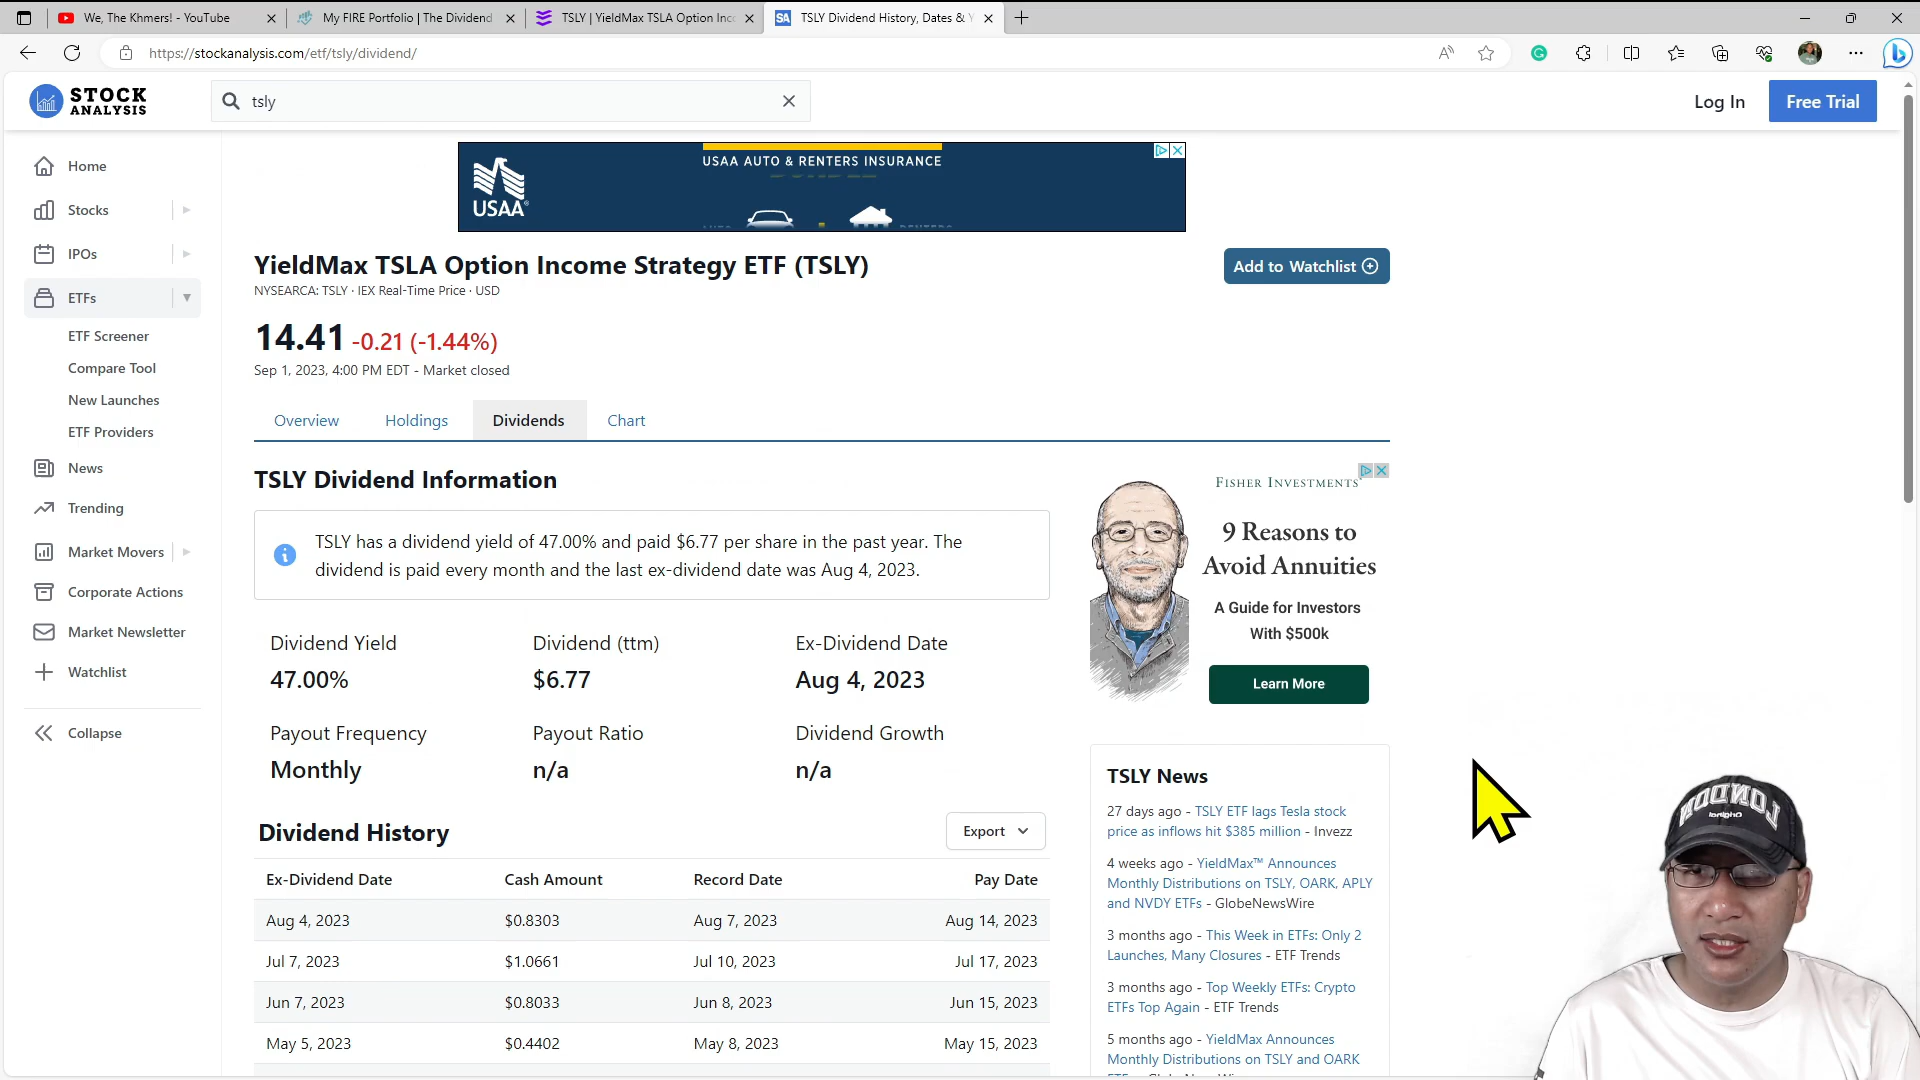 We, The Khmers! - YouTube
My FIRE Portfolio | The Dividend
TSLY | YieldMax TSLA Option Inc
TSLY Dividend History, Dates & Y
https://stockanalysis.com/etf/tsly/dividend/
STOCK
ANALYSIS
tsly
Log In
Free Trial
Home
Stocks
IPOs
ETFs
ETF Screener
Compare Tool
New Launches
ETF Providers
News
Trending
Market Movers
Corporate Actions
Market Newsletter
Watchlist
Collapse
USAA AUTO & RENTERS INSURANCE
USAA
YieldMax TSLA Option Income Strategy ETF (TSLY)
NYSEARCA: TSLY · IEX Real-Time Price · USD
Add to Watchlist
14.41 -0.21 (-1.44%)
Sep 1, 2023, 4:00 PM EDT - Market closed
Overview Holdings Dividends Chart
TSLY Dividend Information
TSLY has a dividend yield of 47.00% and paid $6.77 per share in the past year. The
dividend is paid every month and the last ex-dividend date was Aug 4, 2023.
Dividend Yield Dividend (ttm) Ex-Dividend Date
47.00% $6.77 Aug 4, 2023
Payout Frequency Payout Ratio Dividend Growth
Monthly n/a n/a
Dividend History
Export
Ex-Dividend Date Cash Amount Record Date Pay Date
Aug 4, 2023 $0.8303 Aug 7, 2023 Aug 14, 2023
Jul 7, 2023 $1.0661 Jul 10, 2023 Jul 17, 2023
Jun 7, 2023 $0.8033 Jun 8, 2023 Jun 15, 2023
May 5, 2023 $0.4402 May 8, 2023 May 15, 2023
FISHER INVESTMENTS
9 Reasons to
Avoid Annuities
A Guide for Investors
With $500k
Learn More
TSLY News
27 days ago - TSLY ETF lags Tesla stock
price as inflows hit $385 million - Invezz
4 weeks ago - YieldMax™ Announces
Monthly Distributions on TSLY, OARK, APLY
and NVDY ETFs - GlobeNewsWire
3 months ago - This Week in ETFs: Only 2
Launches, Many Closures - ETF Trends
3 months ago - Top Weekly ETFs: Crypto
ETFs Top Again - ETF Trends
5 months ago - YieldMax Announces
Monthly Distributions on TSLY and OARK
LONDON